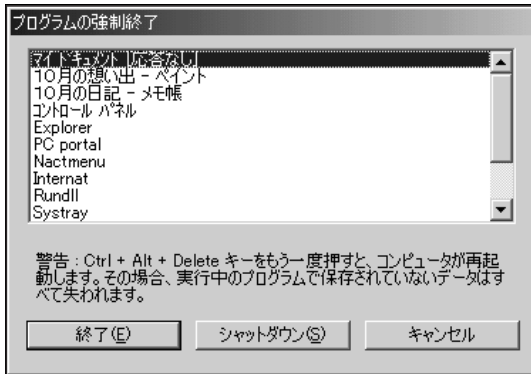 プログラムの強制終了
マイ ドキュメント [応答なし]
10月の想い出 - ペイント
10月の日記 - メモ帳
コントロール パネル
Explorer
PC portal
Nactmenu
Internat
Rundll
Systray
警告 : Ctrl + Alt + Delete キーをもう一度押すと、コンピュータが再起
動します。その場合、実行中のプログラムで保存されていないデータはす
べて失われます。
終了(E)
シャットダウン(S)
キャンセル